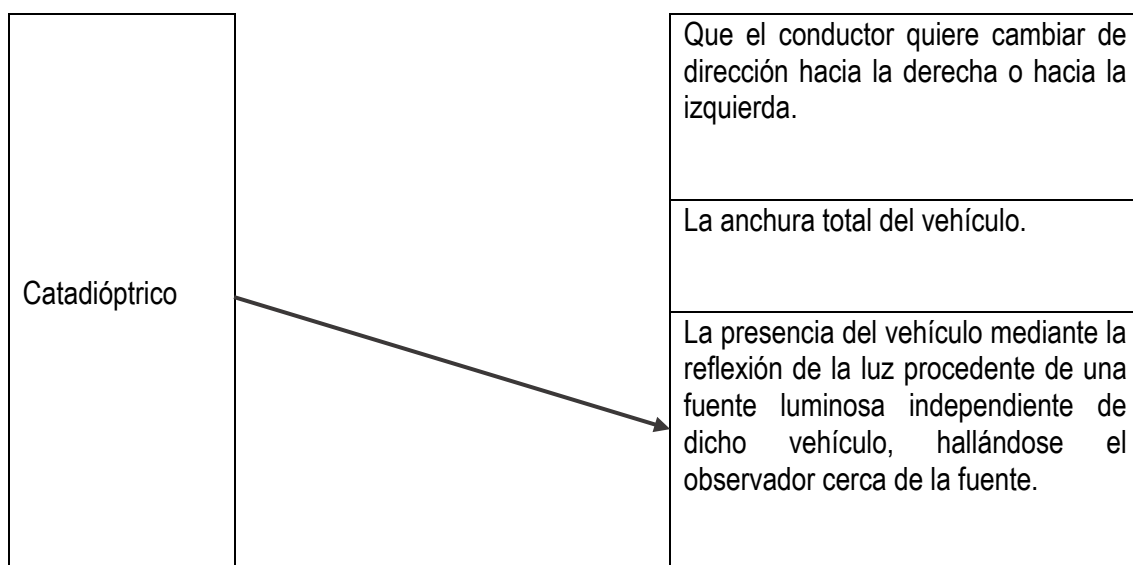 Que el conductor quiere cambiar de
dirección hacia la derecha o hacia la
izquierda.
La anchura total del vehículo.
Catadióptrico
La presencia del vehículo mediante la
reflexión de la luz procedente de una
fuente luminosa independiente de
dicho vehículo, hallándose el
observador cerca de la fuente.